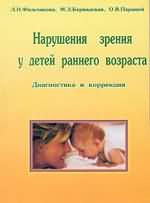 Л.И.Фильчикова, М.Э.Бернадская, О.В.Парамей
Нарушения зрения
у детей раннего возраста
Диагностика и коррекция